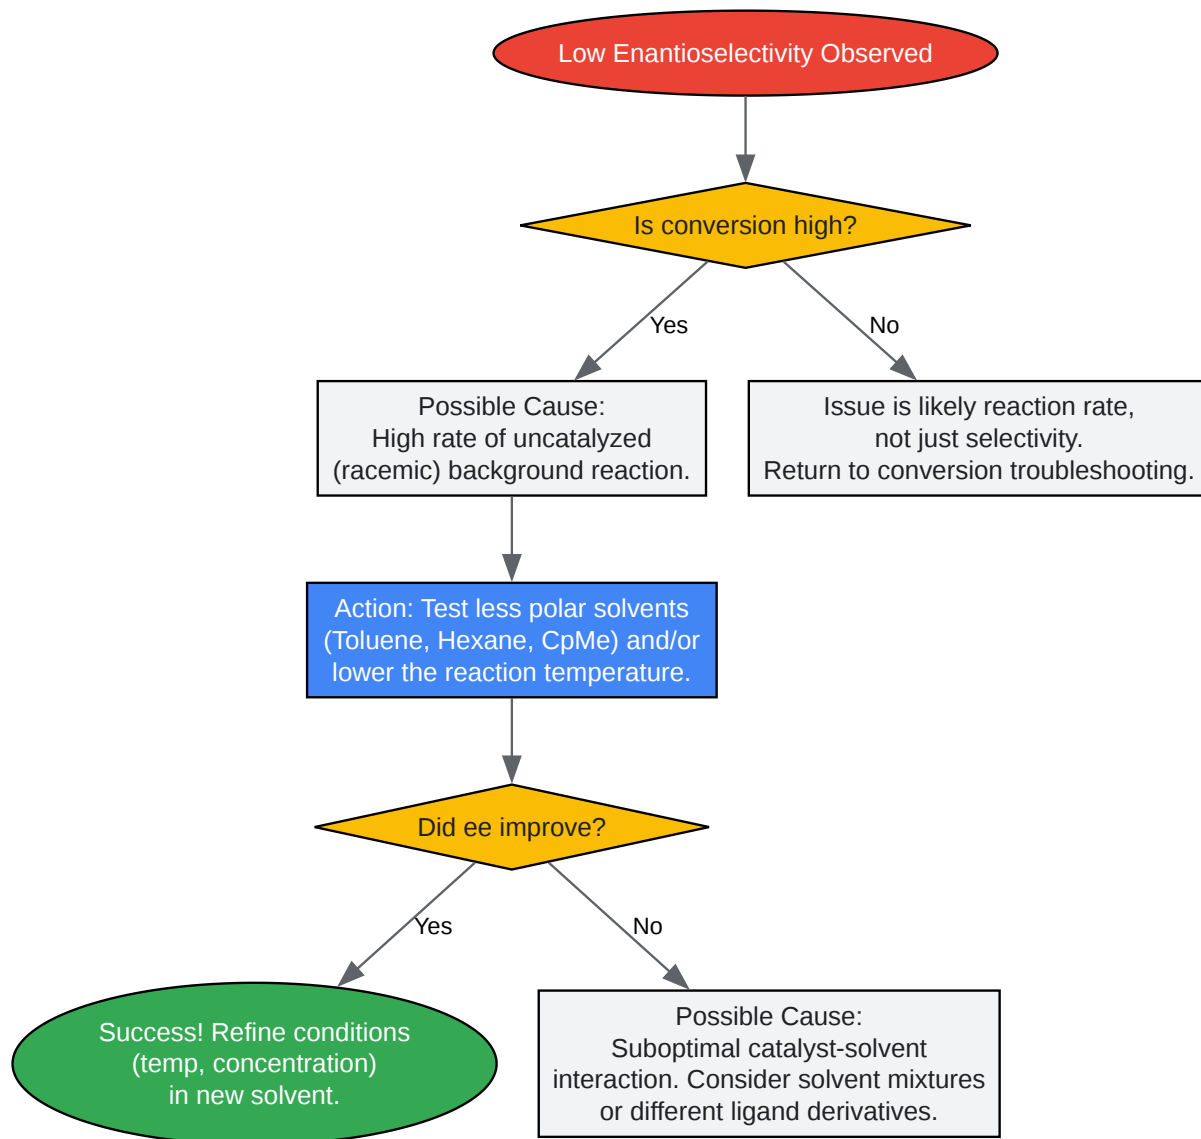 Low Enantioselectivity Observed
Is conversion high?
Yes
No
Possible Cause:
High rate of uncatalyzed
(racemic) background reaction.
Issue is likely reaction rate,
not just selectivity.
Return to conversion troubleshooting.
Action: Test less polar solvents
(Toluene, Hexane, CpMe) and/or
lower the reaction temperature.
Did ee improve?
Yes
No
Success! Refine conditions
(temp, concentration)
in new solvent.
Possible Cause:
Suboptimal catalyst-solvent
interaction. Consider solvent mixtures
or different ligand derivatives.